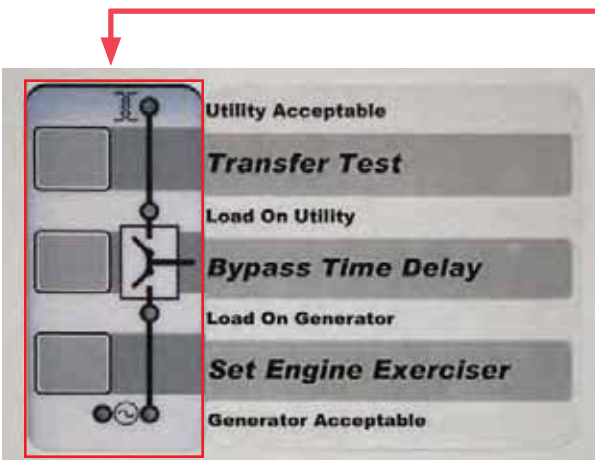 Utility Acceptable
Transfer Test
Load On Utility
Bypass Time Delay
Load On Generator
Set Engine Exerciser
Generator Acceptable